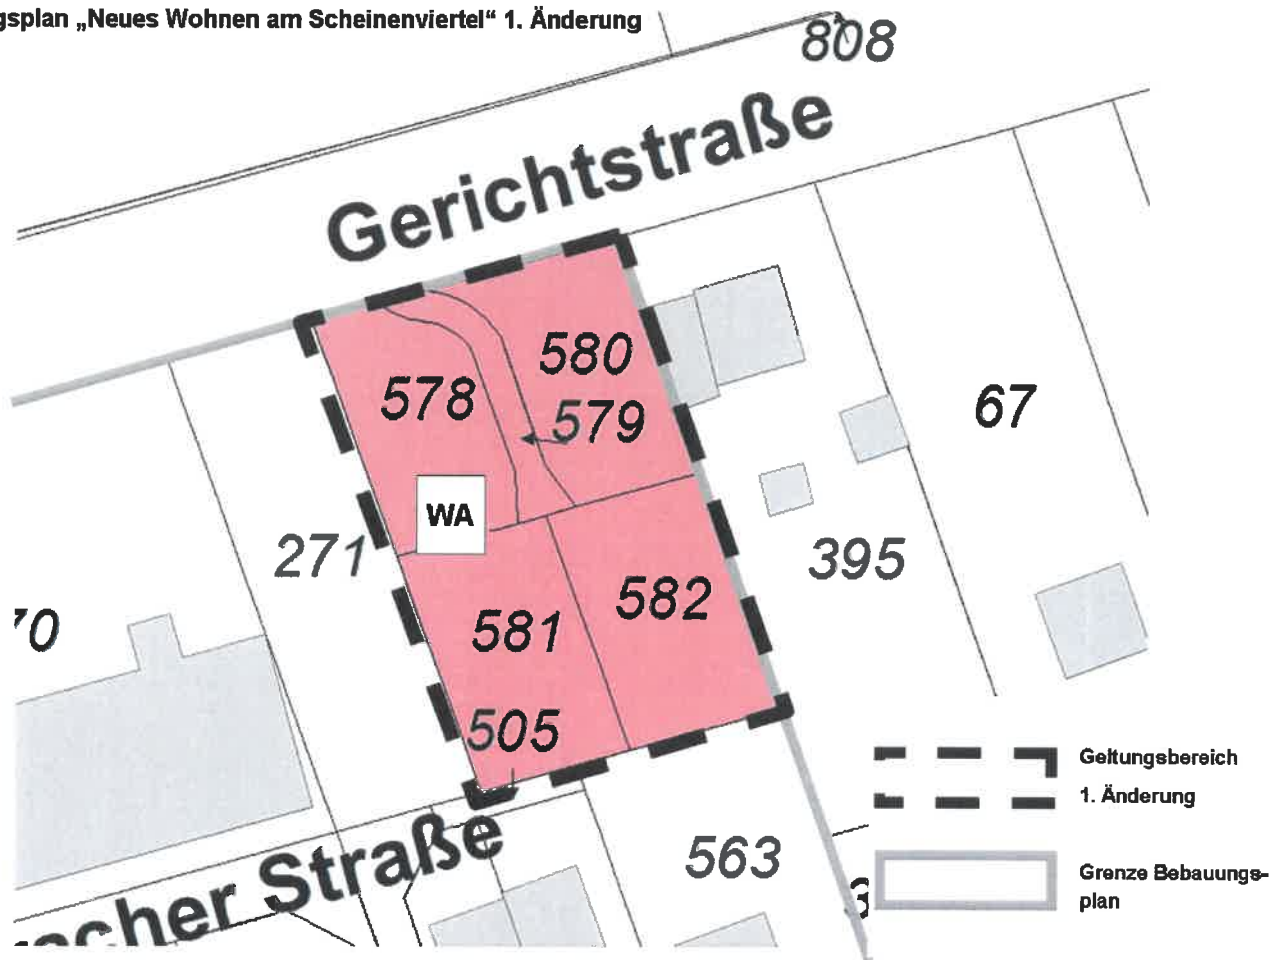 „Neues Wohnen am Scheinenviertel“ 1. Änderung
808
Gerichtstraße
580
578
579
67
WA
271
395
582
581
505
Geltungsbereich
1. Änderung
563
Straße
Grenze Bebauungs-
plan